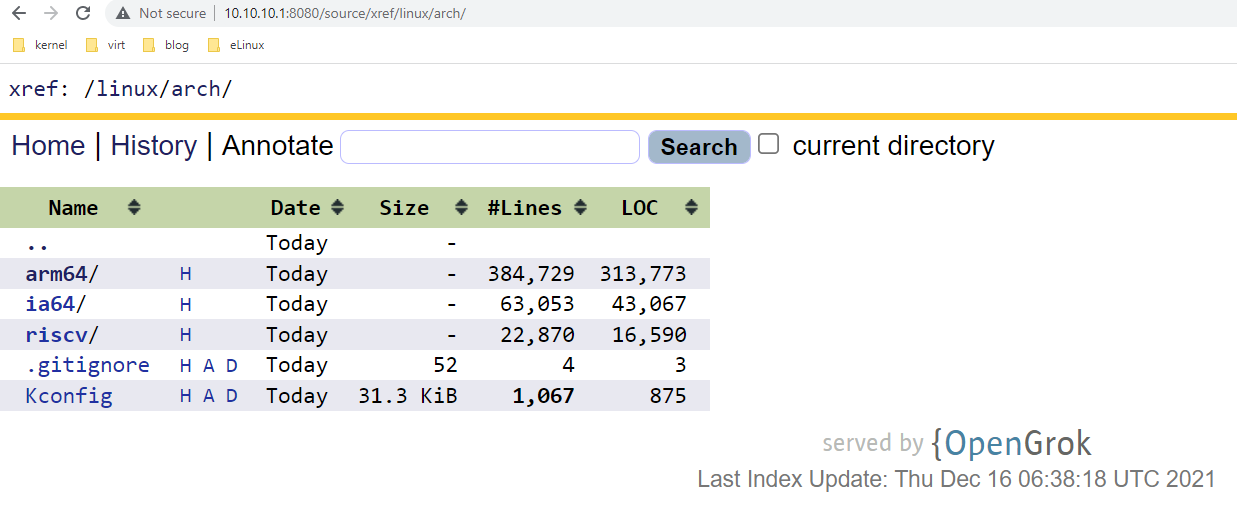 Not secure | 10.10.10.1:8080/source/xref/linux/arch/
kernel virt blog eLinux
xref: /linux/arch/
Home | History | Annotate Search current directory
Name Date Size #Lines LOC
.. Today -
arm64/ H Today - 384,729 313,773
ia64/ H Today - 63,053 43,067
riscv/ H Today - 22,870 16,590
.gitignore H A D Today 52 4 3
Kconfig H A D Today 31.3 KiB 1,067 875
served by {OpenGrok
Last Index Update: Thu Dec 16 06:38:18 UTC 2021